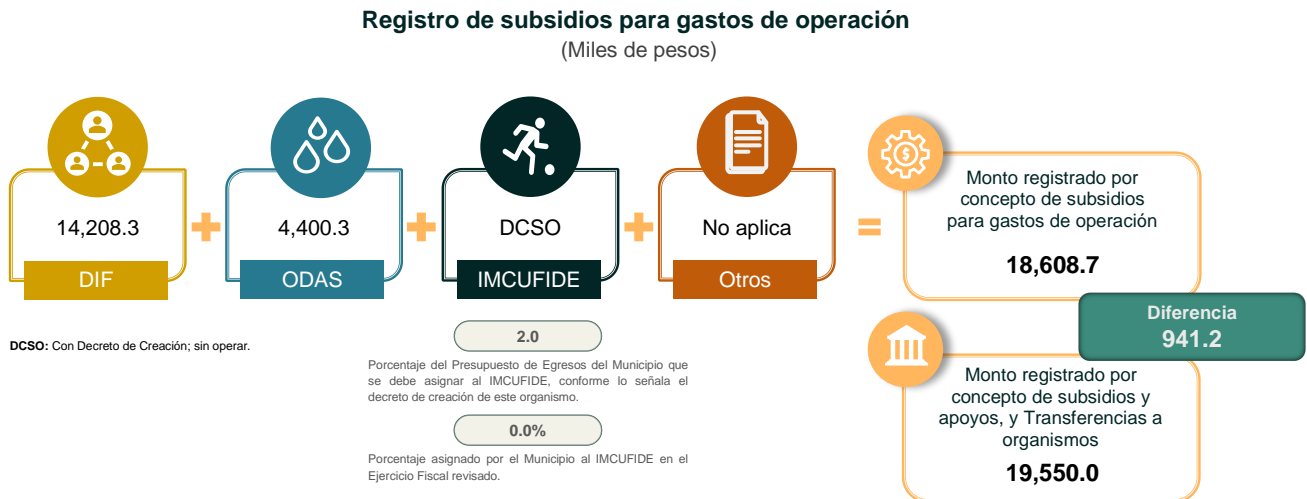 Registro de subsidios para gastos de operación
(Miles de pesos)
14,208.3
DIF
4,400.3
ODAS
DCSO
IMCUFIDE
No aplica
Otros
Monto registrado por
concepto de subsidios
para gastos de operación
18,608.7
Diferencia
941.2
Monto registrado por
concepto de subsidios y
apoyos, y Transferencias a
organismos
19,550.0
DCSO: Con Decreto de Creación; sin operar.
2.0
Porcentaje del Presupuesto de Egresos del Municipio que
se debe asignar al IMCUFIDE, conforme lo señala el
decreto de creación de este organismo.
0.0%
Porcentaje asignado por el Municipio al IMCUFIDE en el
Ejercicio Fiscal revisado.